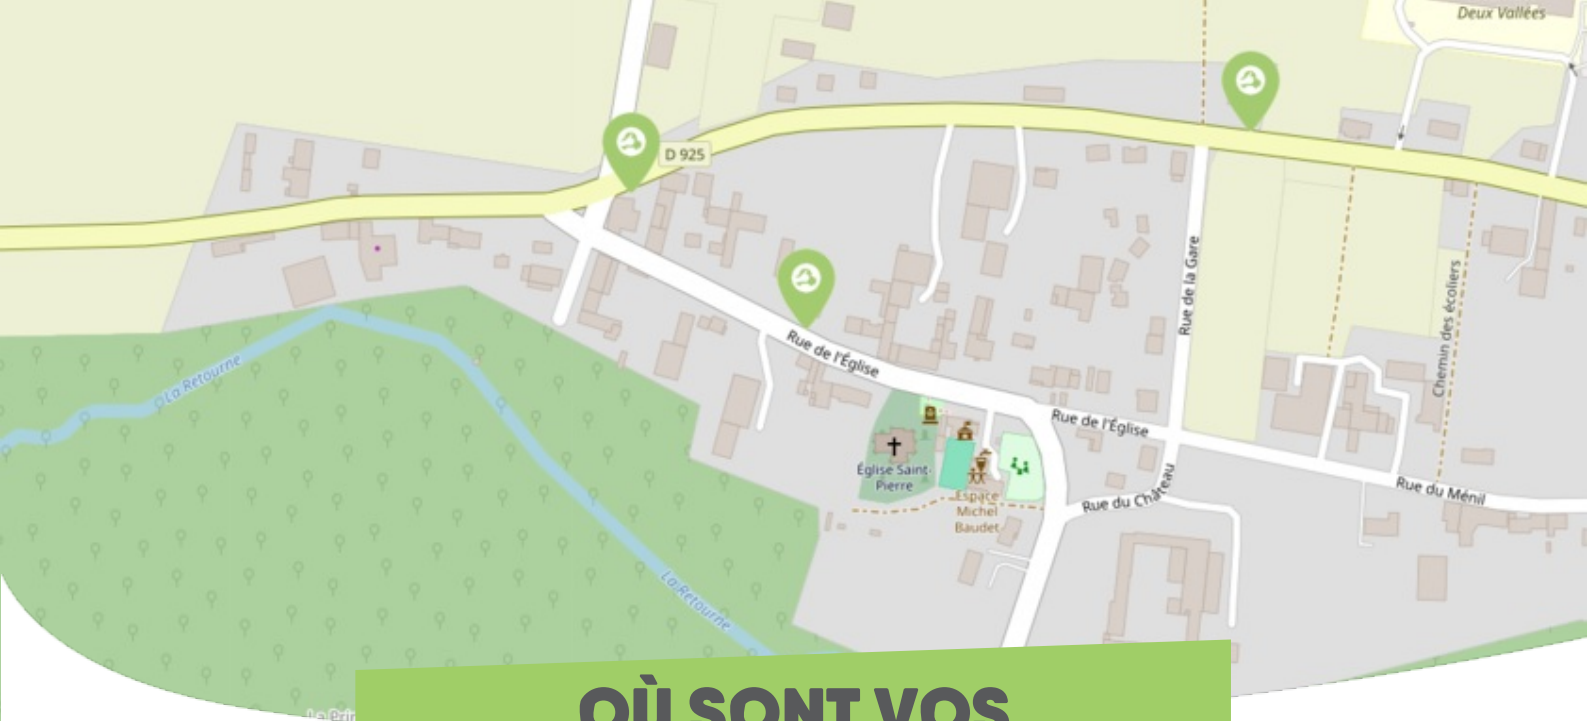 Deux Vallées
D 925
Rue de la Gare
Chemin des écoliers
La Retourne
Rue de l'Église
Rue de l'Église
Église Saint-
Pierre
Espace
Michel
Baudet
Rue du Château
Rue du Ménil
La Retourne
OÙ SONT VOS